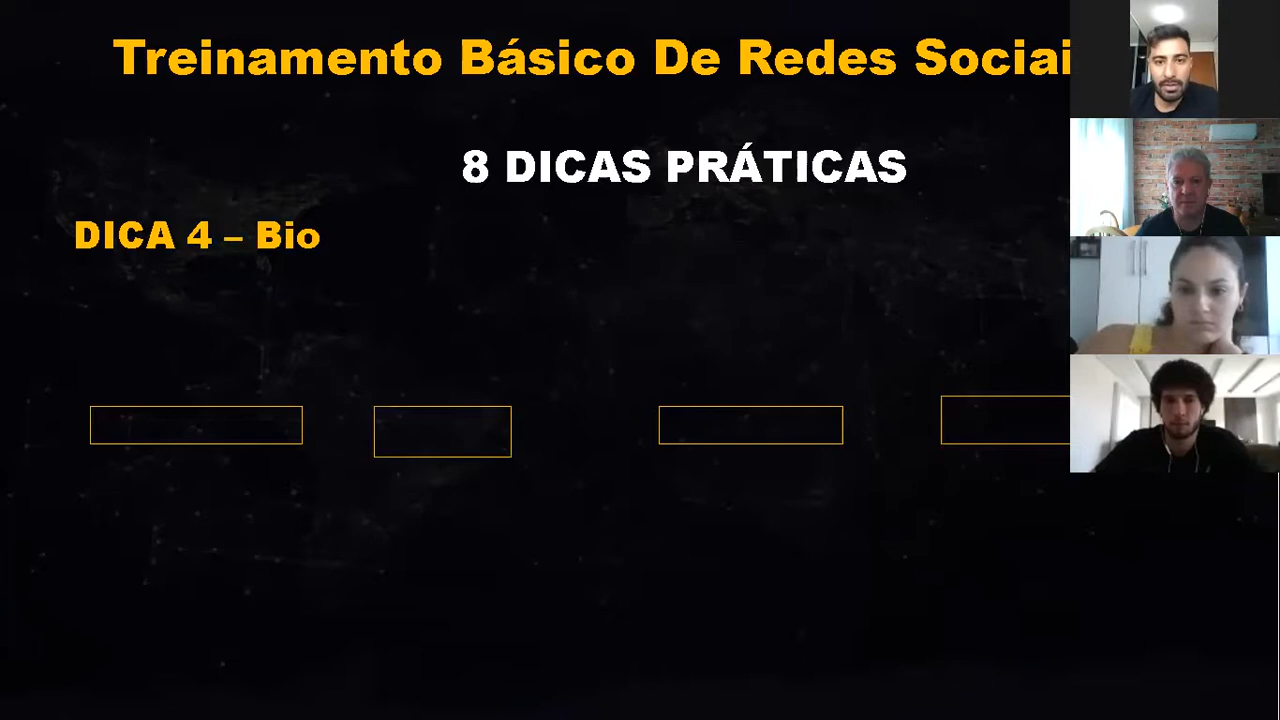 Treinamento Básico De Redes Sociai
8 DICAS PRÁTICAS
DICA 4 – Bio